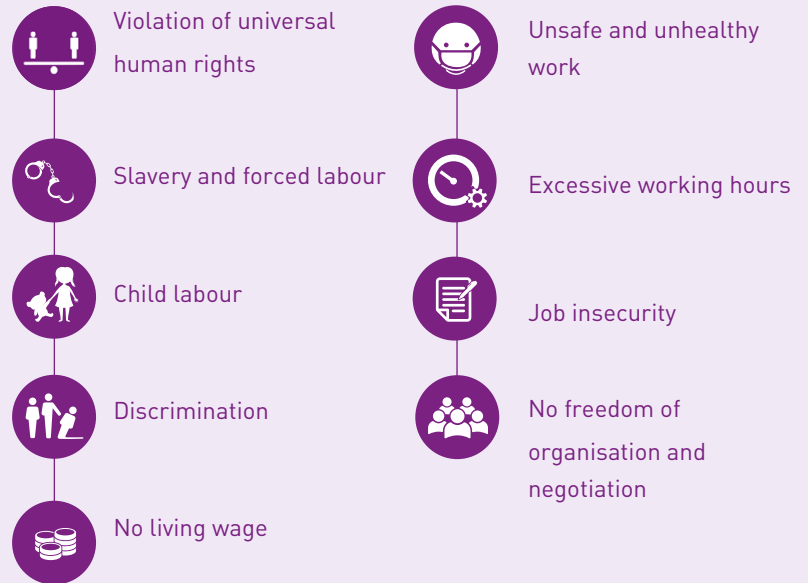 Violation of universal
human rights
Slavery and forced labour
Child labour
Discrimination
No living wage
Unsafe and unhealthy
work
Excessive working hours
Job insecurity
No freedom of
organisation and
negotiation